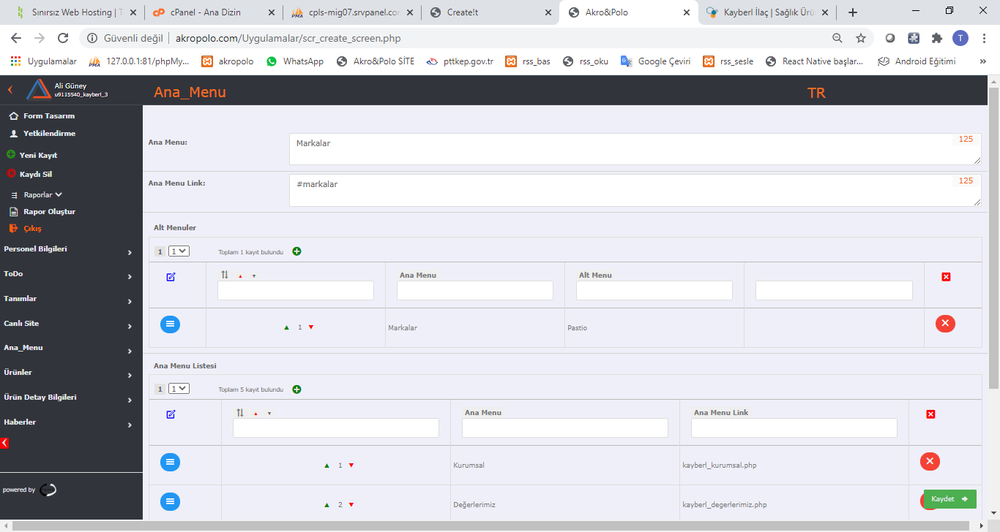 Sınırsız Web Hosting | T
cPanel - Ana Dizin
cpls-mig07.srvpanel.com
Create!t
Akro&Polo
Kayberl İlaç | Sağlık Ürü
Güvenli değil | akropolo.com/Uygulamalar/scr_create_screen.php
T
Uygulamalar
127.0.0.1:81/phpMy...
akropolo
WhatsApp
Akro&Polo SİTE
pttkep.gov.tr
rss_bas
rss_oku
Google Çeviri
rss_sesle
React Native başlar...
Android Eğitimi
Ali Güney
u9115540_kayberl_3
Ana_Menu
TR
Form Tasarım
Yetkilendirme
Yeni Kayıt
Kaydı Sil
Raporlar
Rapor Oluştur
Çıkış
Personel Bilgileri
ToDo
Tanımlar
Canlı Site
Ana_Menu
Ürünler
Ürün Detay Bilgileri
Haberler
powered by
Ana Menu:
Markalar
125
Ana Menu Link:
#markalar
125
Alt Menuler
1 1 Toplam 1 kayıt bulundu
Ana Menu Alt Menu
1 Markalar Pastio
Ana Menu Listesi
1 1 Toplam 5 kayıt bulundu
Ana Menu Ana Menu Link
1 Kurumsal kayberl_kurumsal.php
2 Değerlerimiz kayberl_degerlerimiz.php
Kaydet